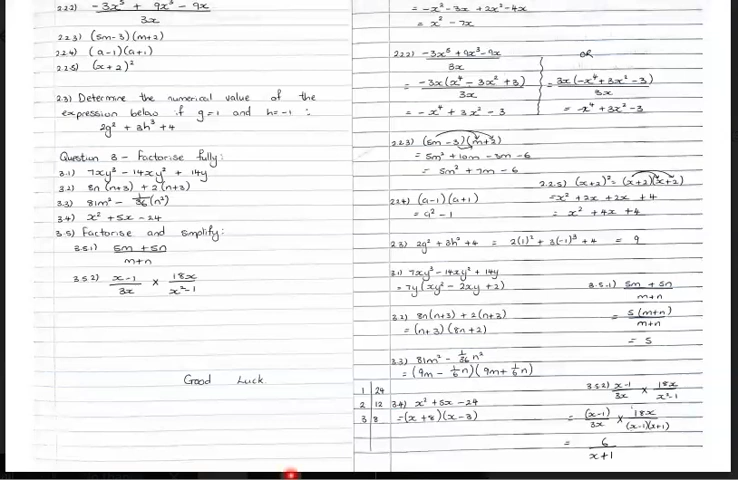 2.2.2) (-3x⁵ + 9x³ - 9x) / 3x
2.2.3) (5m-3)(m+2)
2.2.4) (a-1)(a+1)
2.2.5) (x+2)²
2.3) Determine the numerical value of the
expression below if g=1 and h=-1 :
2g² + 3h³ + 4
Question 3 - Factorise fully:
3.1) 7xy³ - 14xy² + 14y
3.2) 8n(n+3) + 2(n+3)
3.3) 81m² - 1/36(n²)
3.4) x² + 5x - 24
3.5) Factorise and simplify:
3.5.1) (5m + 5n) / (m+n)
3.5.2) (x-1)/3x × 18x/(x²-1)
Good Luck.
= -x² - 3x + 2x² - 4x
= x² - 7x
2.2.2) (-3x⁵ + 9x³ - 9x) / 3x OR
= -3x(x⁴ - 3x² + 3) / 3x = 3x(-x⁴ + 3x² - 3) / 3x
= -x⁴ + 3x² - 3 = -x⁴ + 3x² - 3
2.2.3) (5m - 3)(m + 2)
= 5m² + 10m - 3m - 6
= 5m² + 7m - 6
2.2.4) (a-1)(a+1)
= a² - 1
2.2.5) (x+2)² = (x+2)(x+2)
= x² + 2x + 2x + 4
= x² + 4x + 4
2.3) 2g² + 3h³ + 4 = 2(1)² + 3(-1)³ + 4 = 9
3.1) 7xy³ - 14xy² + 14y
= 7y(xy² - 2xy + 2)
3.2) 8n(n+3) + 2(n+3)
= (n+3)(8n+2)
3.3) 81m² - 1/36 n²
= (9m - 1/6 n)(9m + 1/6 n)
3.4) x² + 5x - 24
= (x+8)(x-3)
1 | 24
2 | 12
3 | 8
3.5.1) (5m + 5n) / (m+n)
= 5(m+n) / (m+n)
= 5
3.5.2) (x-1)/3x × 18x/(x²-1)
= (x-1)/3x × 18x/(x-1)(x+1)
= 6/(x+1)